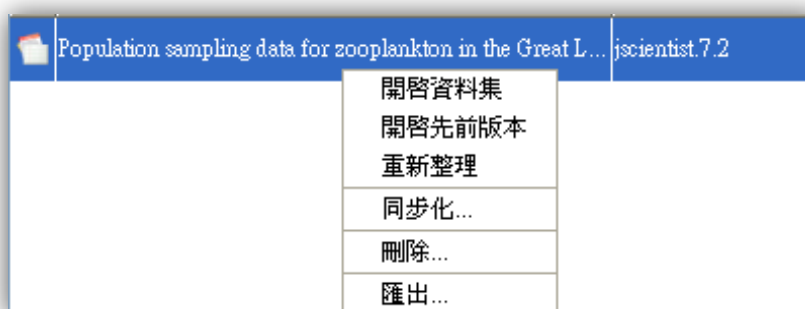 Population sampling data for zooplankton in the Great L... jscientist.7.2
開啓資料集
開啓先前版本
重新整理
同步化...
刪除...
匯出...